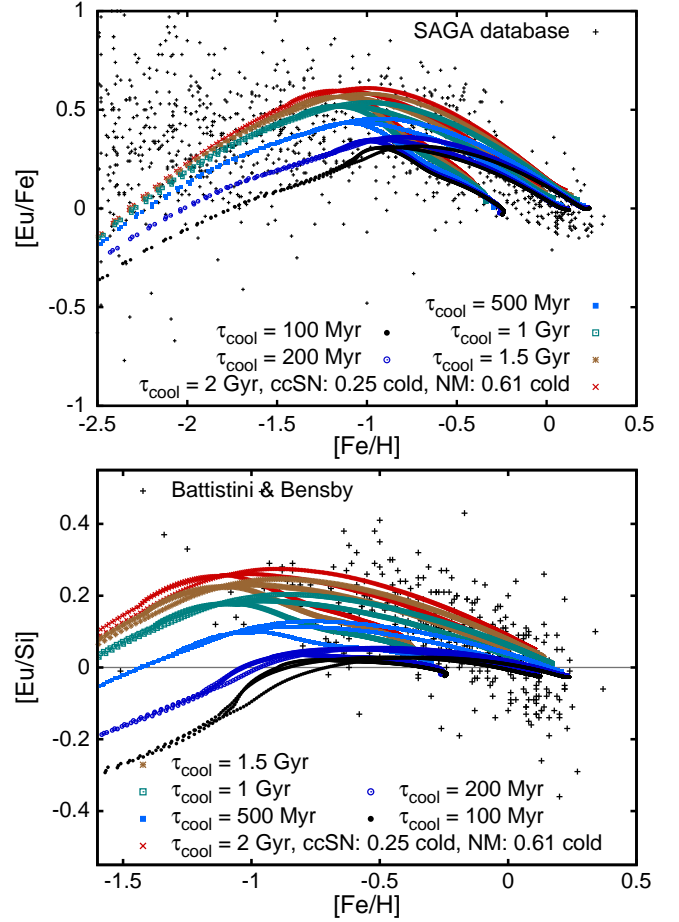 SAGA database
1
0.5
0
-0.5
-1
[Eu/Fe]
τcool = 500 Myr
τcool = 100 Myr
τcool = 1 Gyr
τcool = 200 Myr
τcool = 1.5 Gyr
τcool = 2 Gyr, ccSN: 0.25 cold, NM: 0.61 cold
-2.5 -2 -1.5 -1 -0.5 0 0.5
[Fe/H]
Battistini & Bensby
0.4
0.2
0
-0.2
-0.4
[Eu/Si]
τcool = 1.5 Gyr
τcool = 1 Gyr
τcool = 200 Myr
τcool = 500 Myr
τcool = 100 Myr
τcool = 2 Gyr, ccSN: 0.25 cold, NM: 0.61 cold
-1.5 -1 -0.5 0
[Fe/H]